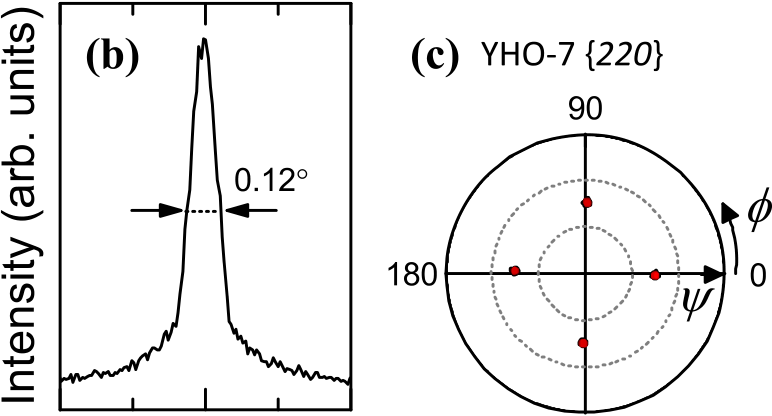 Intensity (arb. units)
(b)
0.12°
(c) YHO-7 {220}
90
ϕ
180
0
ψ